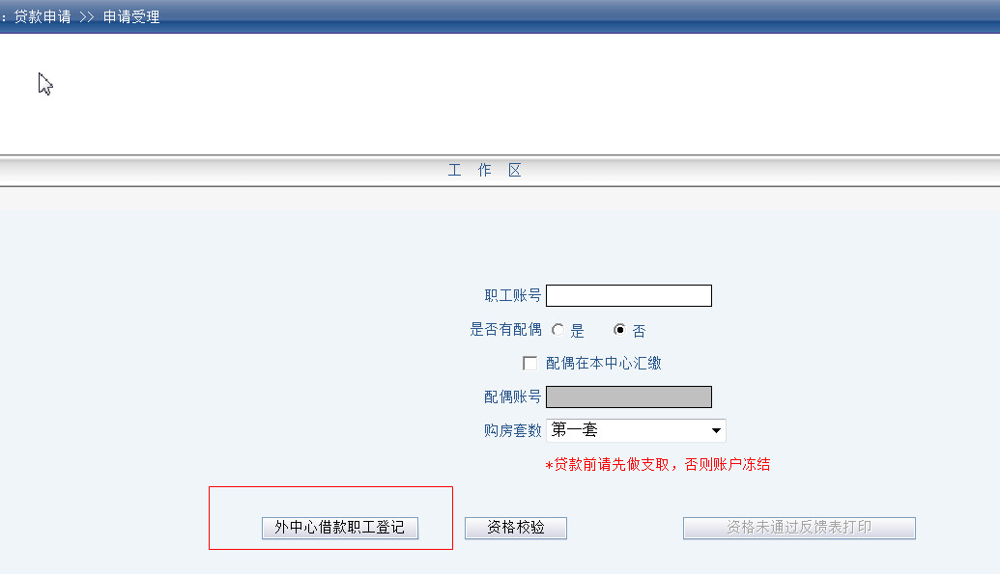 ：贷款申请 >> 申请受理
工 作 区
职工账号
是否有配偶 是 否
配偶在本中心汇缴
配偶账号
购房套数 第一套
*贷款前请先做支取，否则账户冻结
外中心借款职工登记 资格校验 资格未通过反馈表打印